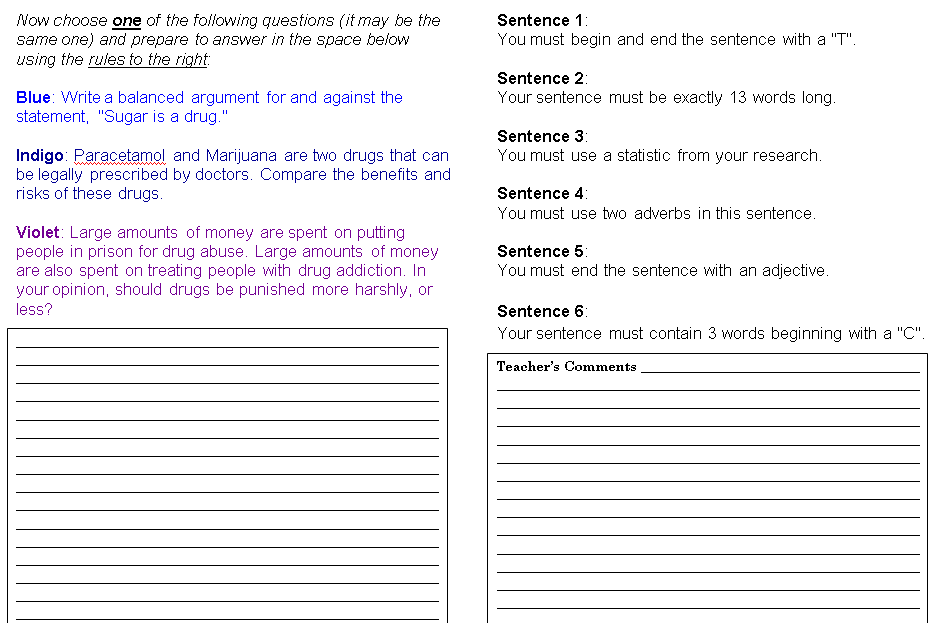 Now choose one of the following questions (it may be the
same one) and prepare to answer in the space below
using the rules to the right:
Blue: Write a balanced argument for and against the
statement, "Sugar is a drug."
Indigo: Paracetamol and Marijuana are two drugs that can
be legally prescribed by doctors. Compare the benefits and
risks of these drugs.
Violet: Large amounts of money are spent on putting
people in prison for drug abuse. Large amounts of money
are also spent on treating people with drug addiction. In
your opinion, should drugs be punished more harshly, or
less?
Sentence 1:
You must begin and end the sentence with a "T".
Sentence 2:
Your sentence must be exactly 13 words long.
Sentence 3:
You must use a statistic from your research.
Sentence 4:
You must use two adverbs in this sentence.
Sentence 5:
You must end the sentence with an adjective.
Sentence 6:
Your sentence must contain 3 words beginning with a "C".
Teacher's Comments